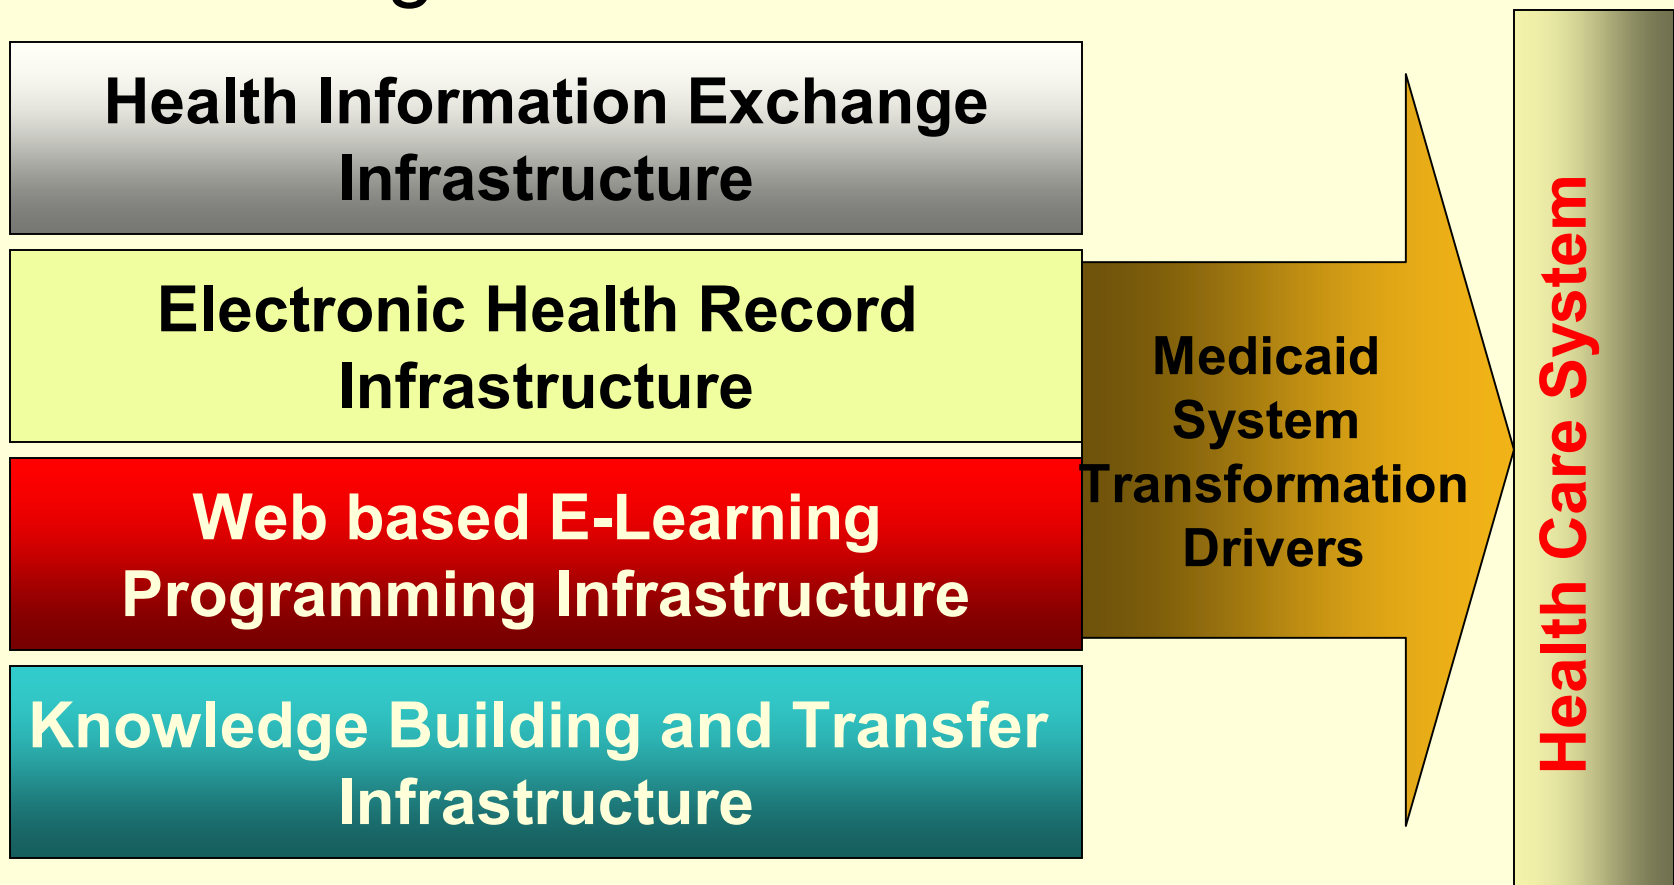 Health Information Exchange
Infrastructure
Electronic Health Record
Infrastructure
Web based E-Learning
Programming Infrastructure
Knowledge Building and Transfer
Infrastructure
Medicaid
System
Transformation
Drivers
Health Care System